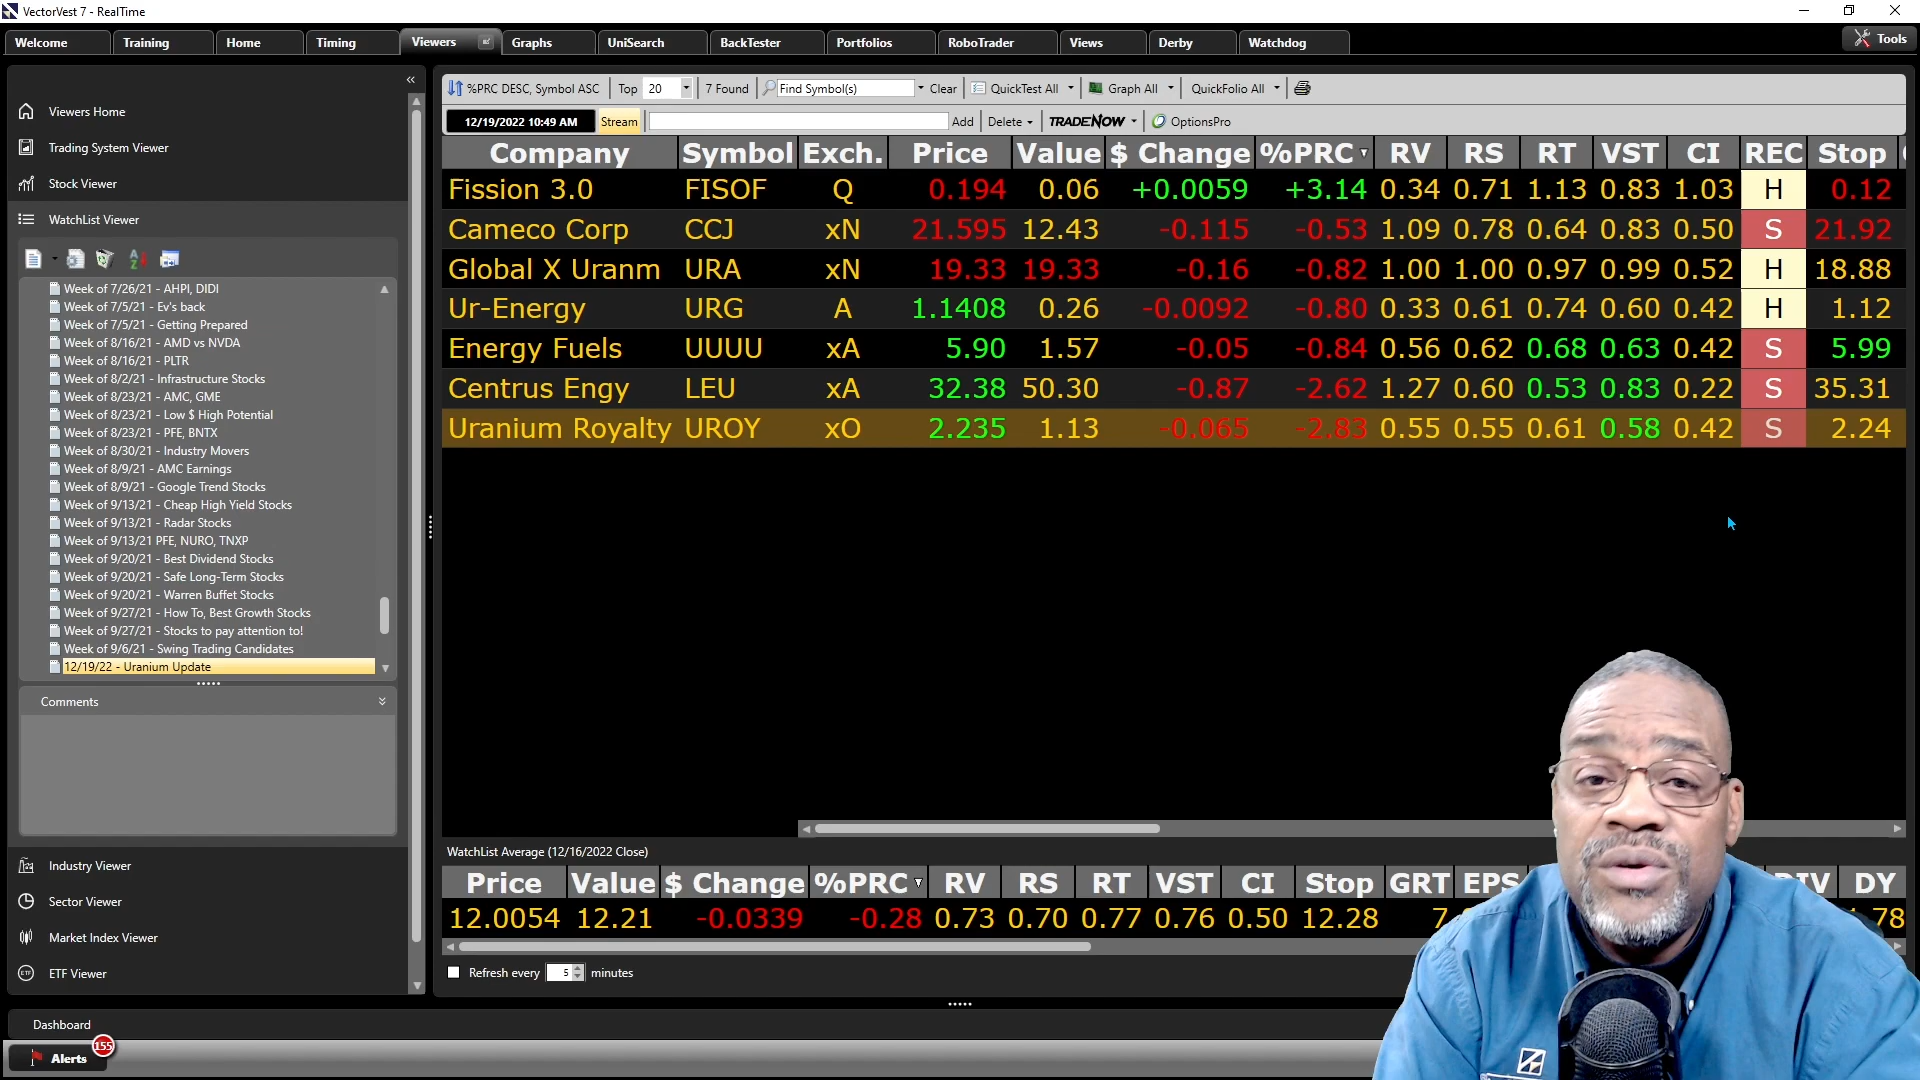 VectorVest 7 - RealTime
Welcome Training Home Timing Viewers Graphs UniSearch BackTester Portfolios RoboTrader Views Derby Watchdog Tools
Viewers Home
Trading System Viewer
Stock Viewer
WatchList Viewer
Week of 7/26/21 - AHPI, DIDI
Week of 7/5/21 - Ev's back
Week of 7/5/21 - Getting Prepared
Week of 8/16/21 - AMD vs NVDA
Week of 8/16/21 - PLTR
Week of 8/2/21 - Infrastructure Stocks
Week of 8/23/21 - AMC, GME
Week of 8/23/21 - Low $ High Potential
Week of 8/23/21 - PFE, BNTX
Week of 8/30/21 - Industry Movers
Week of 8/9/21 - AMC Earnings
Week of 8/9/21 - Google Trend Stocks
Week of 9/13/21 - Cheap High Yield Stocks
Week of 9/13/21 - Radar Stocks
Week of 9/13/21 PFE, NURO, TNXP
Week of 9/20/21 - Best Dividend Stocks
Week of 9/20/21 - Safe Long-Term Stocks
Week of 9/20/21 - Warren Buffet Stocks
Week of 9/27/21 - How To, Best Growth Stocks
Week of 9/27/21 - Stocks to pay attention to!
Week of 9/6/21 - Swing Trading Candidates
12/19/22 - Uranium Update
Comments
Industry Viewer
Sector Viewer
Market Index Viewer
ETF Viewer
Dashboard
Alerts 155
%PRC DESC, Symbol ASC Top 20 7 Found Find Symbol(s) Clear QuickTest All Graph All QuickFolio All
12/19/2022 10:49 AM Stream Add Delete TRADENOW OptionsPro
Company Symbol Exch. Price Value $ Change %PRC RV RS RT VST CI REC Stop
Fission 3.0 FISOF Q 0.194 0.06 +0.0059 +3.14 0.34 0.71 1.13 0.83 1.03 H 0.12
Cameco Corp CCJ xN 21.595 12.43 -0.115 -0.53 1.09 0.78 0.64 0.83 0.50 S 21.92
Global X Uranm URA xN 19.33 19.33 -0.16 -0.82 1.00 1.00 0.97 0.99 0.52 H 18.88
Ur-Energy URG A 1.1408 0.26 -0.0092 -0.80 0.33 0.61 0.74 0.60 0.42 H 1.12
Energy Fuels UUUU xA 5.90 1.57 -0.05 -0.84 0.56 0.62 0.68 0.63 0.42 S 5.99
Centrus Engy LEU xA 32.38 50.30 -0.87 -2.62 1.27 0.60 0.53 0.83 0.22 S 35.31
Uranium Royalty UROY xO 2.235 1.13 -0.065 -2.83 0.55 0.55 0.61 0.58 0.42 S 2.24
WatchList Average (12/16/2022 Close)
Price Value $ Change %PRC RV RS RT VST CI Stop GRT EPS DY
12.0054 12.21 -0.0339 -0.28 0.73 0.70 0.77 0.76 0.50 12.28
Refresh every 5 minutes